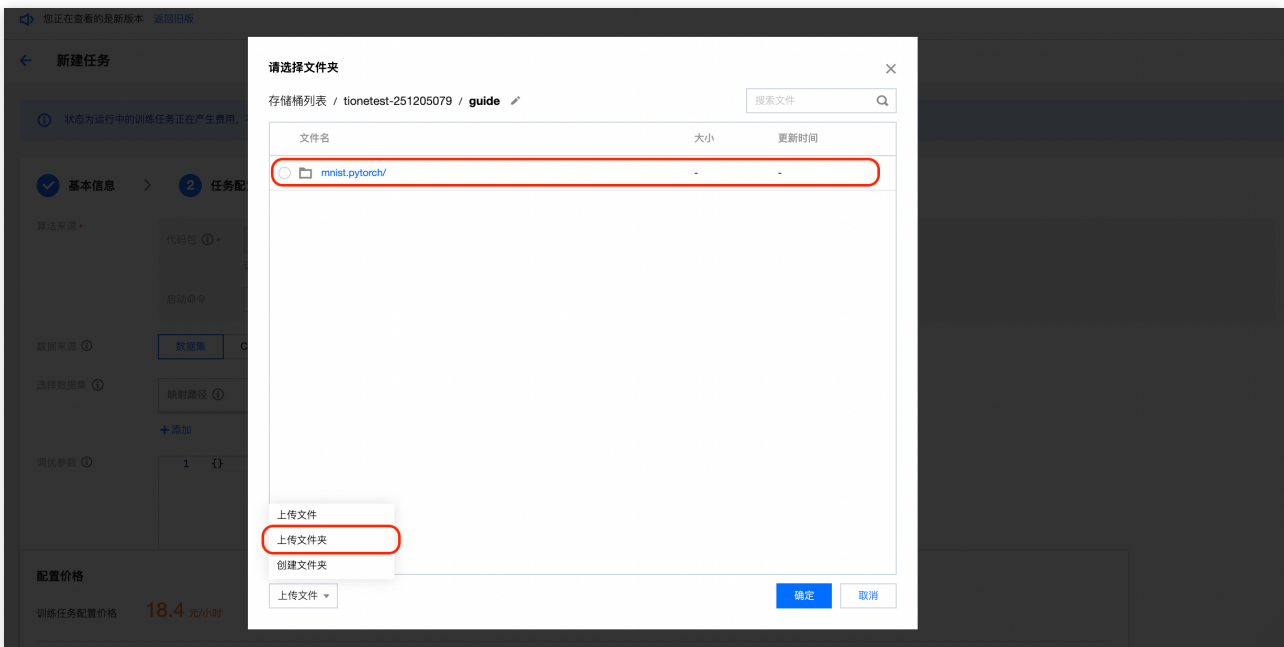 您正在查看的是新版本 返回旧版
新建任务
状态为运行中的训练任务正在产生费用,
基本信息
2 任务配
算法来源
代码包
启动命令
数据来源
数据集 C
选择数据集
映射路径
+添加
调优参数
1 {}
配置价格
训练任务配置价格 18.4 元/小时
请选择文件夹
存储桶列表 / tionetest-251205079 / guide
搜索文件
文件名 大小 更新时间
mnist.pytorch/ - -
上传文件
上传文件夹
创建文件夹
上传文件
确定 取消